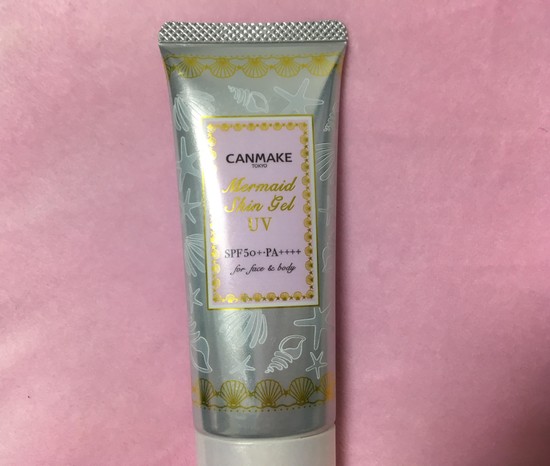 CANMAKE
TOKYO
Mermaid
Skin Gel
UV
SPF50+·PA++++
for face & body